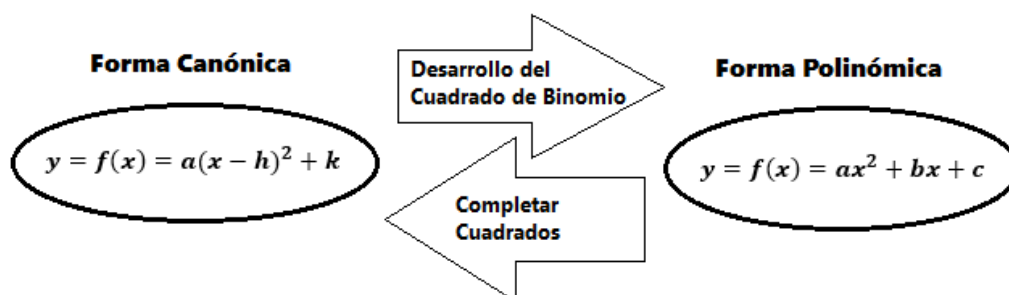 Forma Canónica
y = f(x) = a(x − h)² + k
Desarrollo del
Cuadrado de Binomio
Completar
Cuadrados
Forma Polinómica
y = f(x) = ax² + bx + c